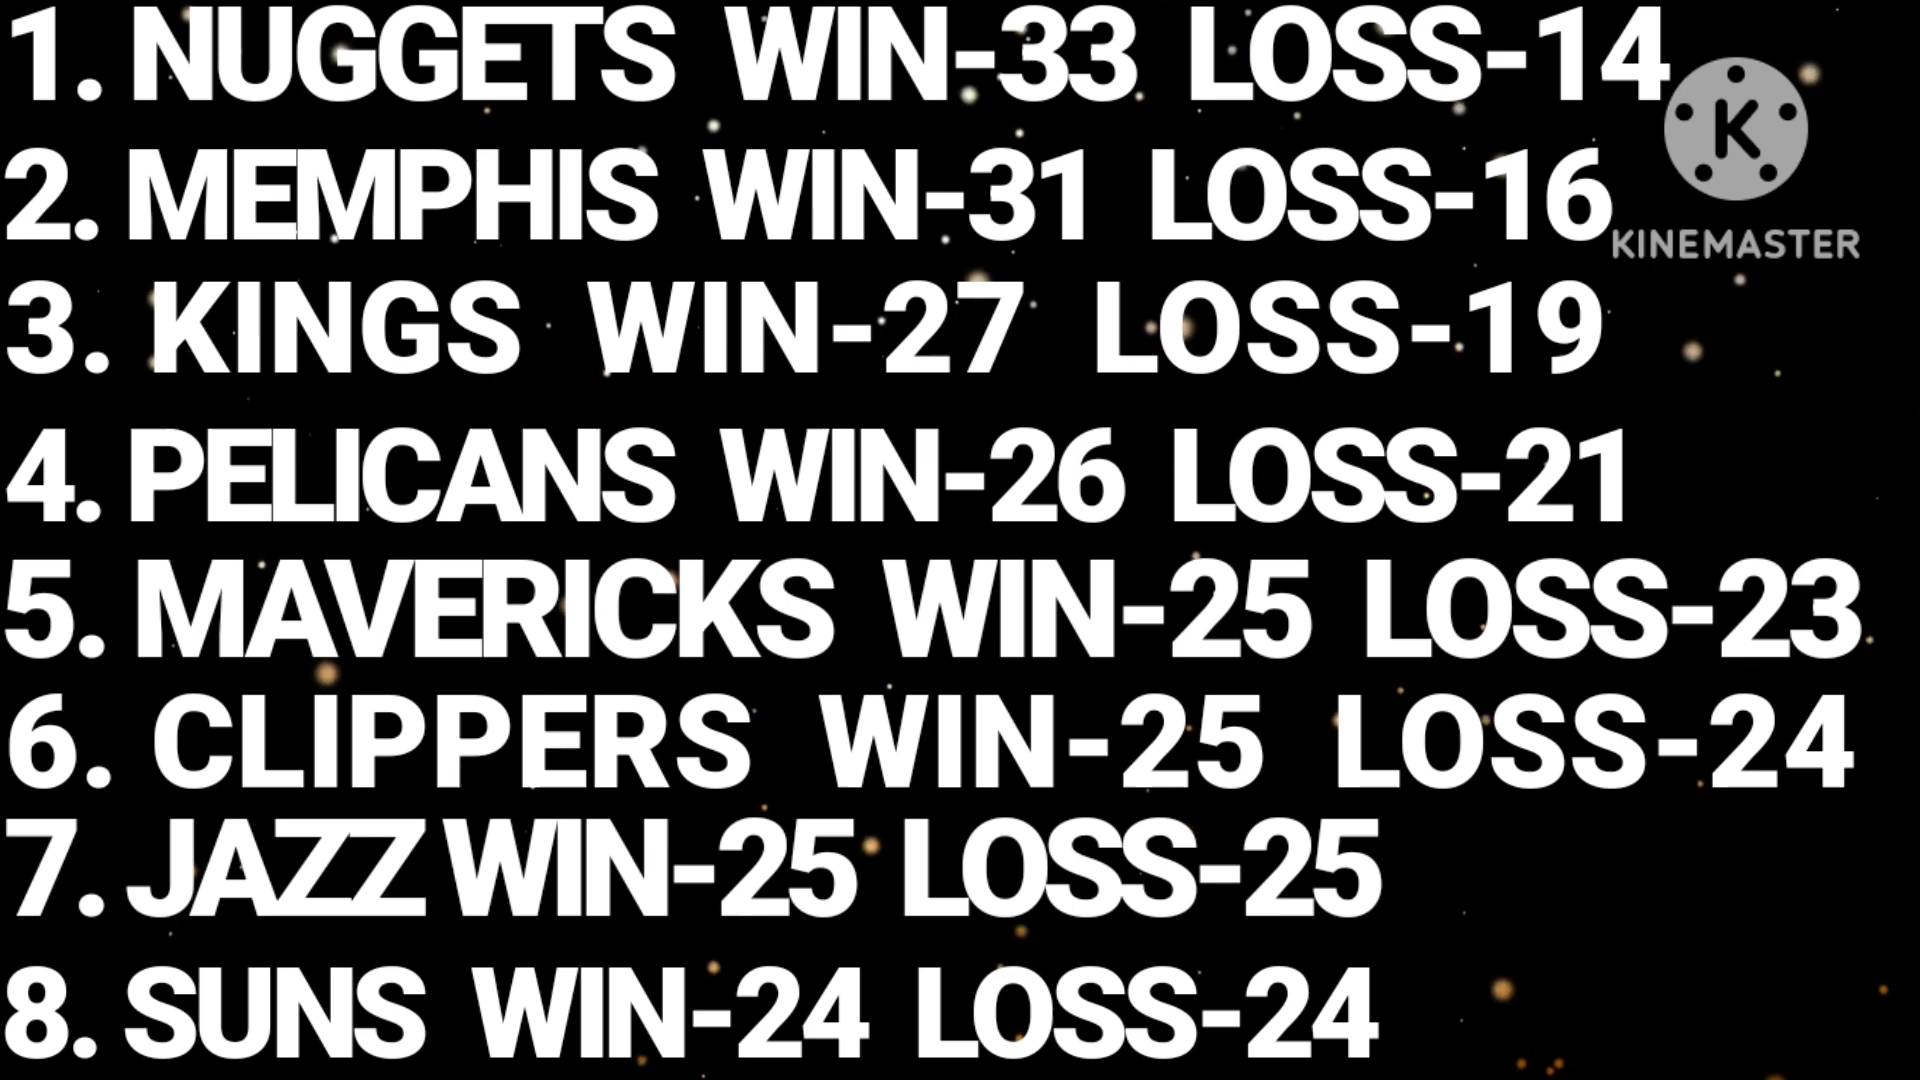 1. NUGGETS WIN-33 LOSS-14
2. MEMPHIS WIN-31 LOSS-16
3. KINGS WIN-27 LOSS-19
4. PELICANS WIN-26 LOSS-21
5. MAVERICKS WIN-25 LOSS-23
6. CLIPPERS WIN-25 LOSS-24
7. JAZZ WIN-25 LOSS-25
8. SUNS WIN-24 LOSS-24
K
KINEMASTER